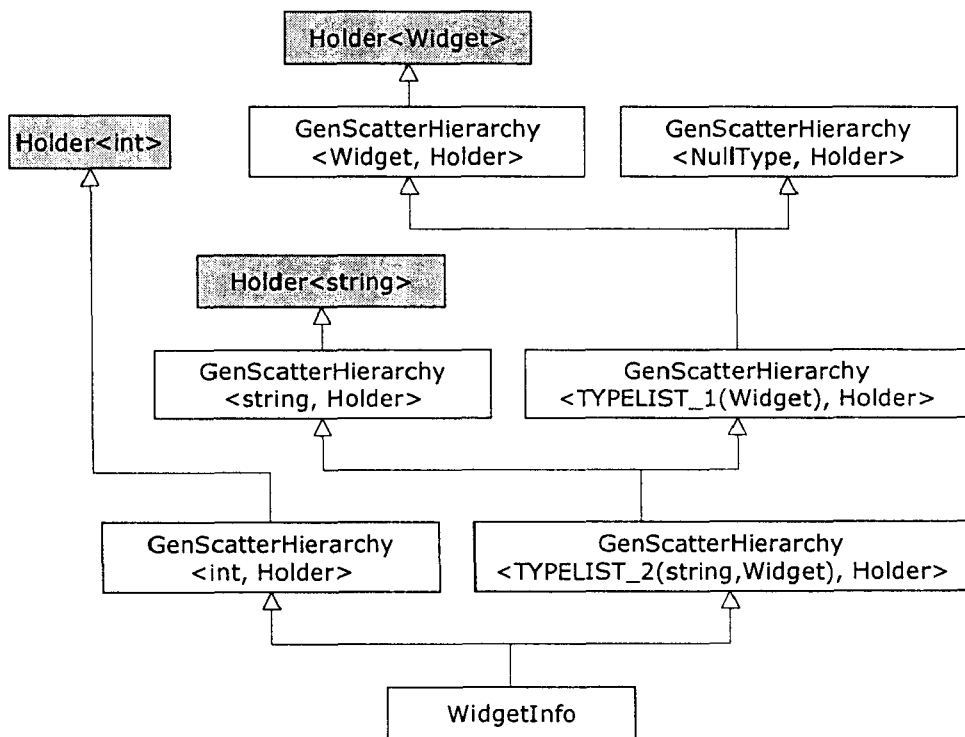 Holder<Widget>
Holder<int>
GenScatterHierarchy
<Widget, Holder>
GenScatterHierarchy
<NullType, Holder>
Holder<string>
GenScatterHierarchy
<string, Holder>
GenScatterHierarchy
<TYPELIST_1(Widget), Holder>
GenScatterHierarchy
<int, Holder>
GenScatterHierarchy
<TYPELIST_2(string,Widget), Holder>
WidgetInfo